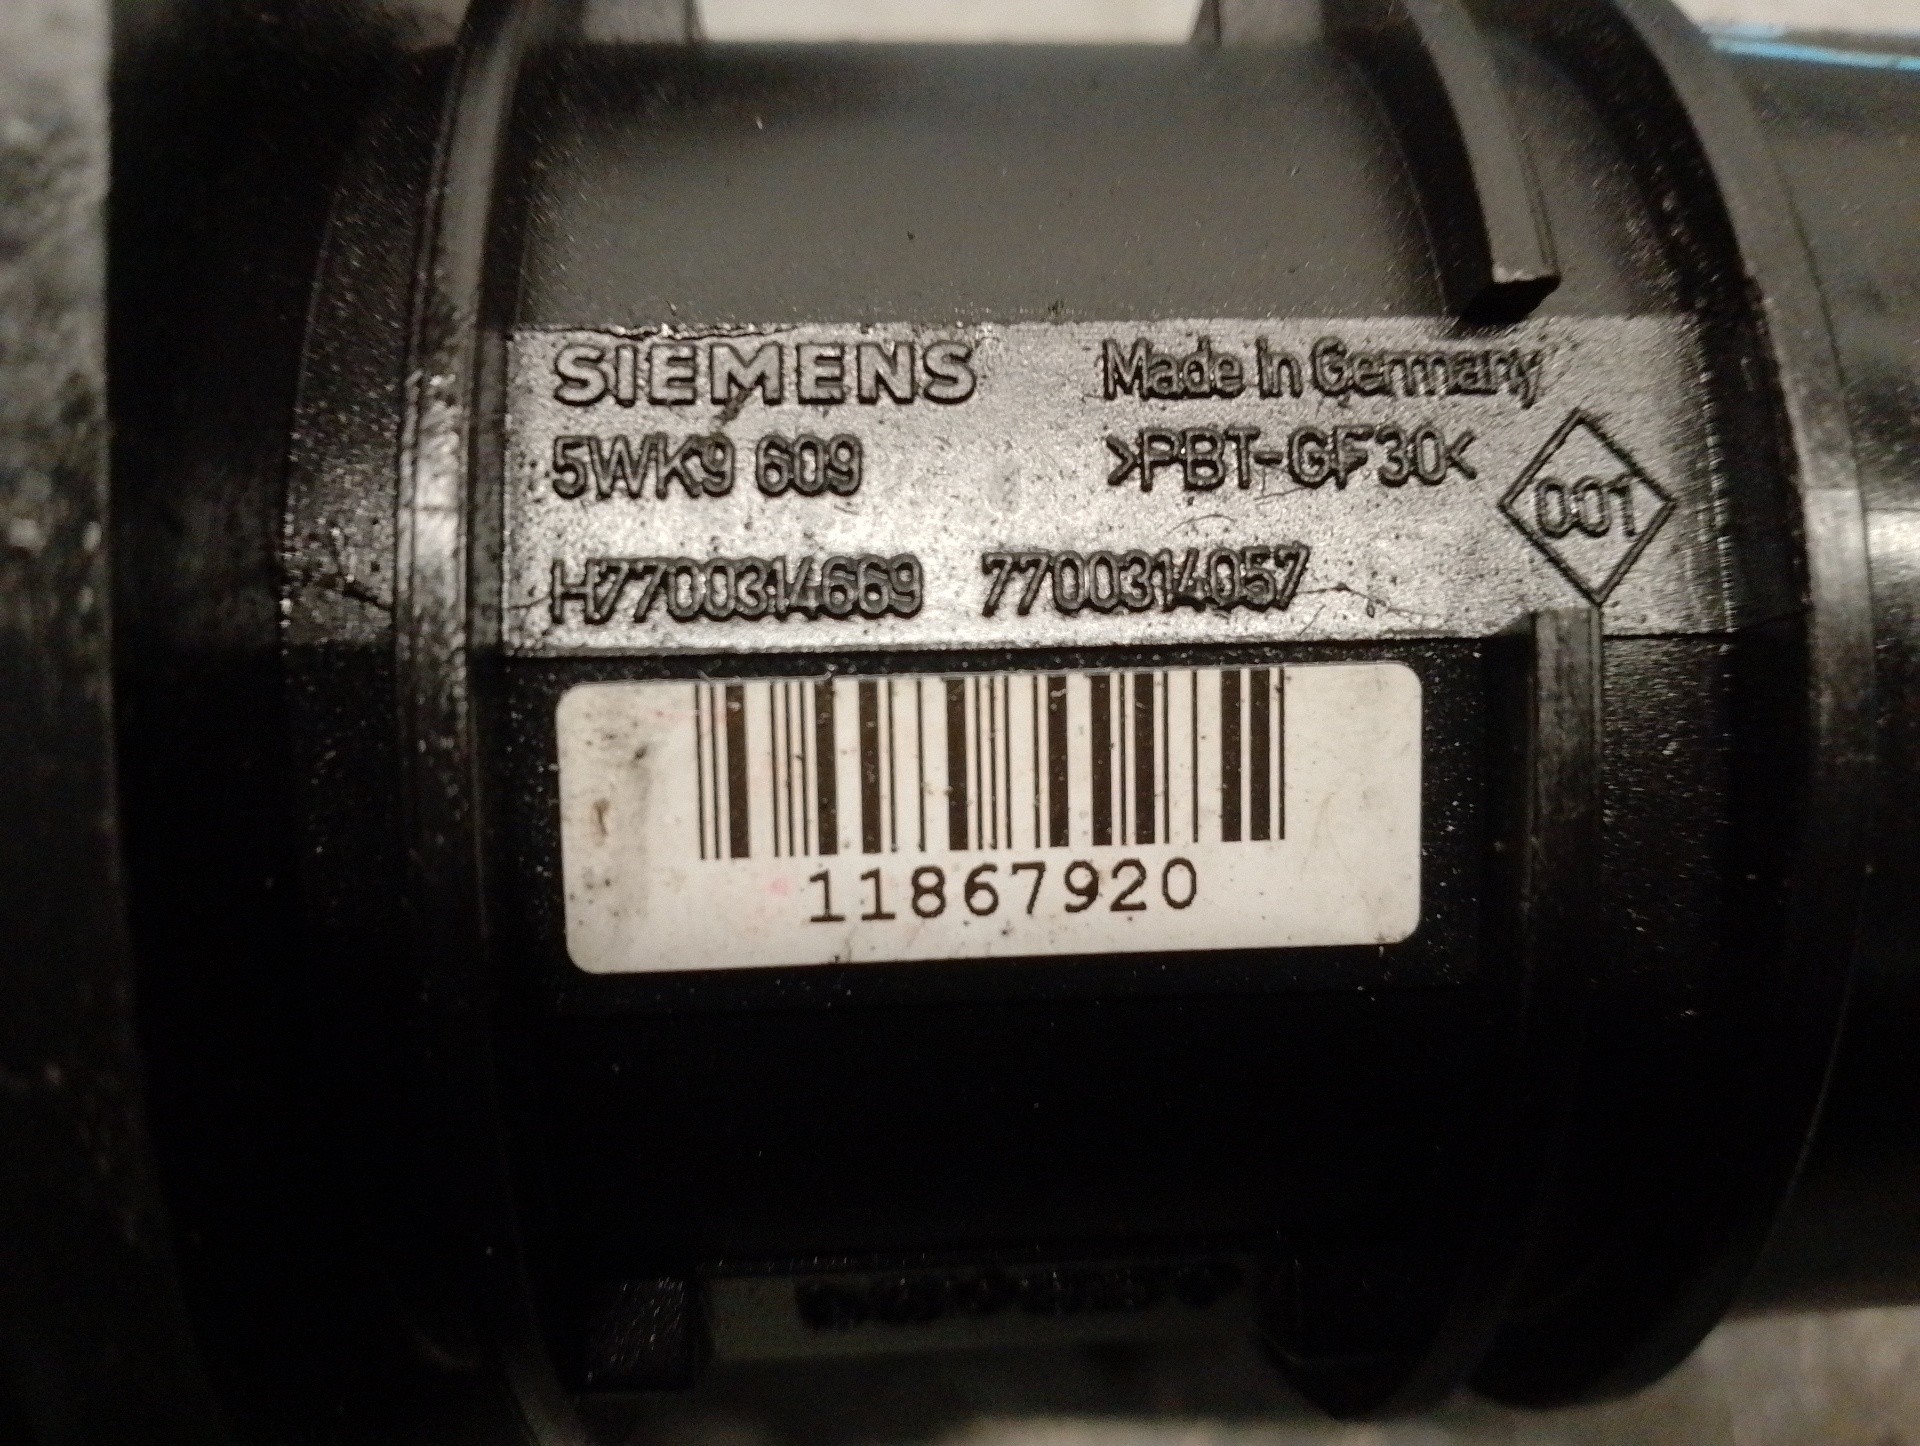 SIEMENS Made in Germany
5WK9 609 >PBT-GF30<
001
H7700314669 7700314057
11867920